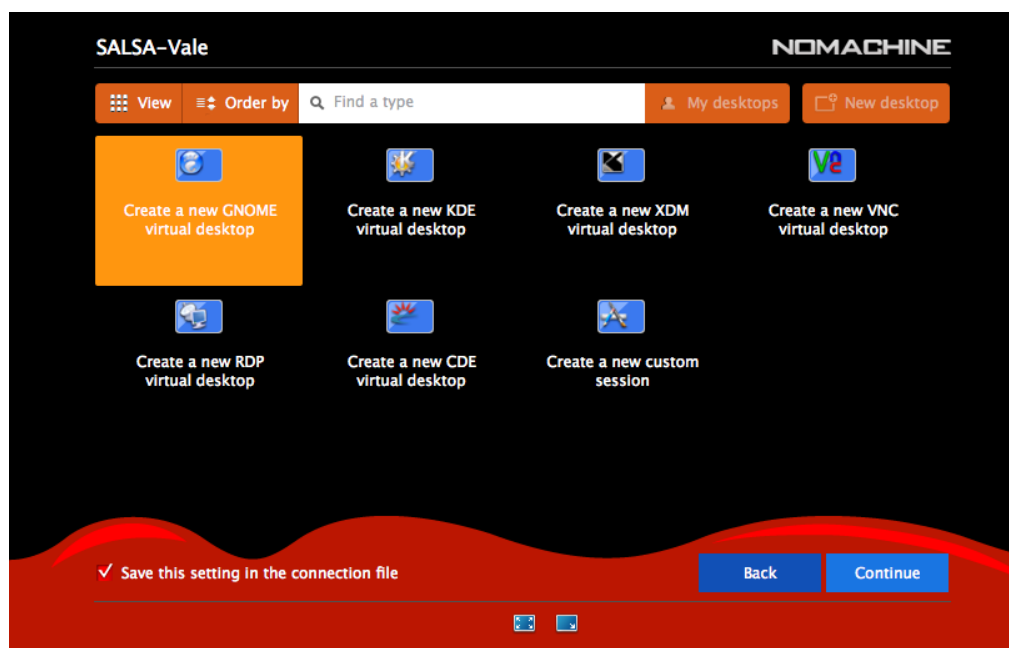 SALSA-Vale
NOMACHINE
View
Order by
Find a type
My desktops
New desktop
Create a new GNOME
virtual desktop
Create a new KDE
virtual desktop
Create a new XDM
virtual desktop
Create a new VNC
virtual desktop
Create a new RDP
virtual desktop
Create a new CDE
virtual desktop
Create a new custom
session
Save this setting in the connection file
Back
Continue